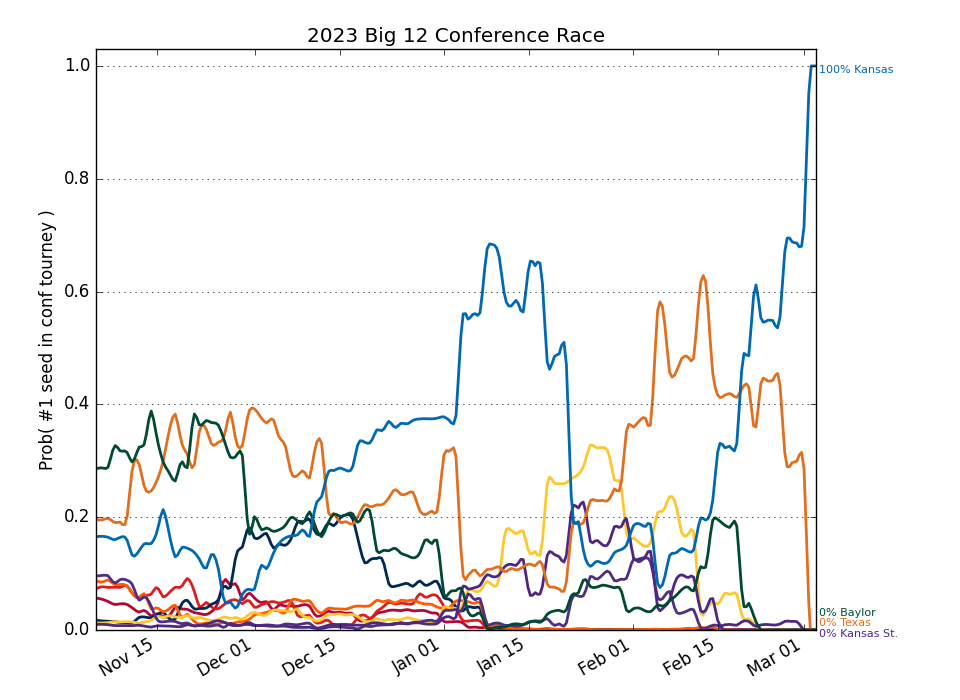 2023 Big 12 Conference Race
Prob( #1 seed in conf tourney )
1.0
0.8
0.6
0.4
0.2
0.0
Nov 15
Dec 01
Dec 15
Jan 01
Jan 15
Feb 01
Feb 15
Mar 01
100% Kansas
0% Baylor
0% Texas
0% Kansas St.